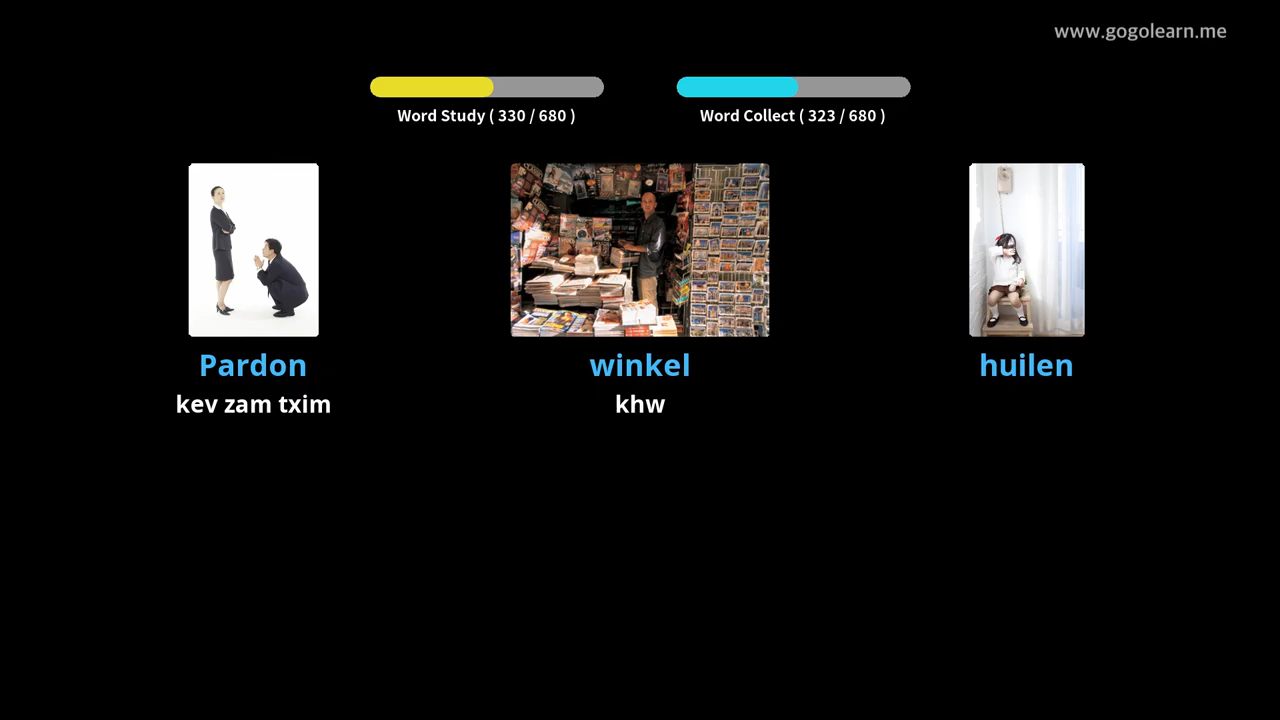 www.gogolearn.me
Word Study ( 330 / 680 )
Word Collect ( 323 / 680 )
Pardon
winkel
huilen
kev zam txim
khw